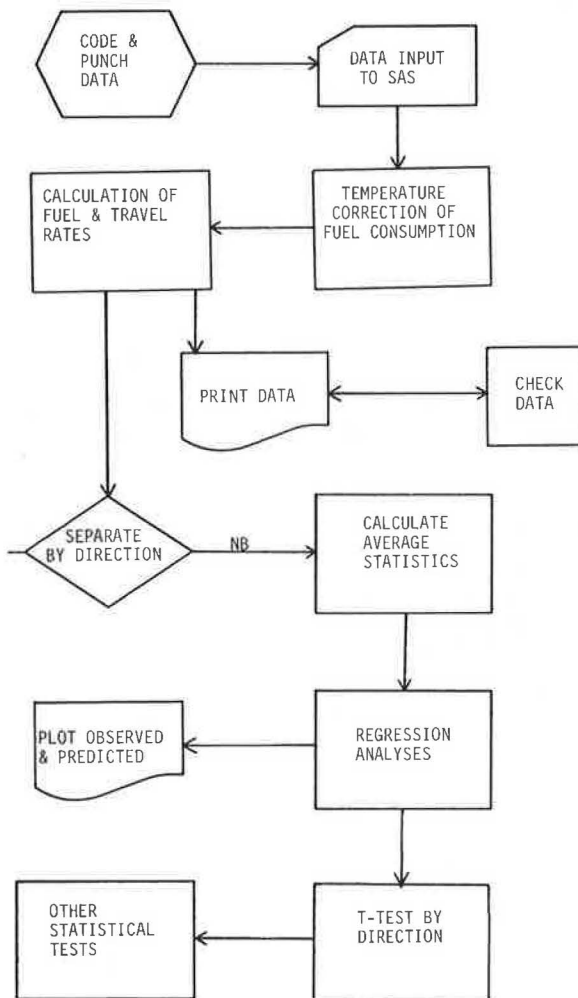 CODE &
PUNCH
DATA
DATA INPUT
TO SAS
CALCULATION OF
FUEL & TRAVEL
RATES
TEMPERATURE
CORRECTION OF
FUEL CONSUMPTION
PRINT DATA
CHECK
DATA
SEPARATE
BY DIRECTION
NB
CALCULATE
AVERAGE
STATISTICS
PLOT OBSERVED
& PREDICTED
REGRESSION
ANALYSES
OTHER
STATISTICAL
TESTS
T-TEST BY
DIRECTION